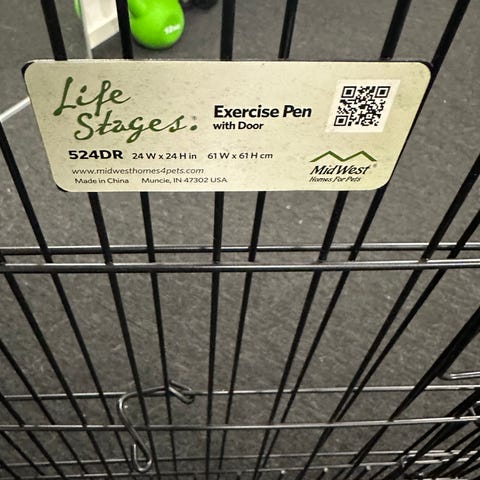 Life
Stages®
Exercise Pen
with Door
524DR 24 W x 24 H in 61 W x 61 H cm
www.midwesthomes4pets.com
Made in China Muncie, IN 47302 USA
MidWest
Homes For Pets